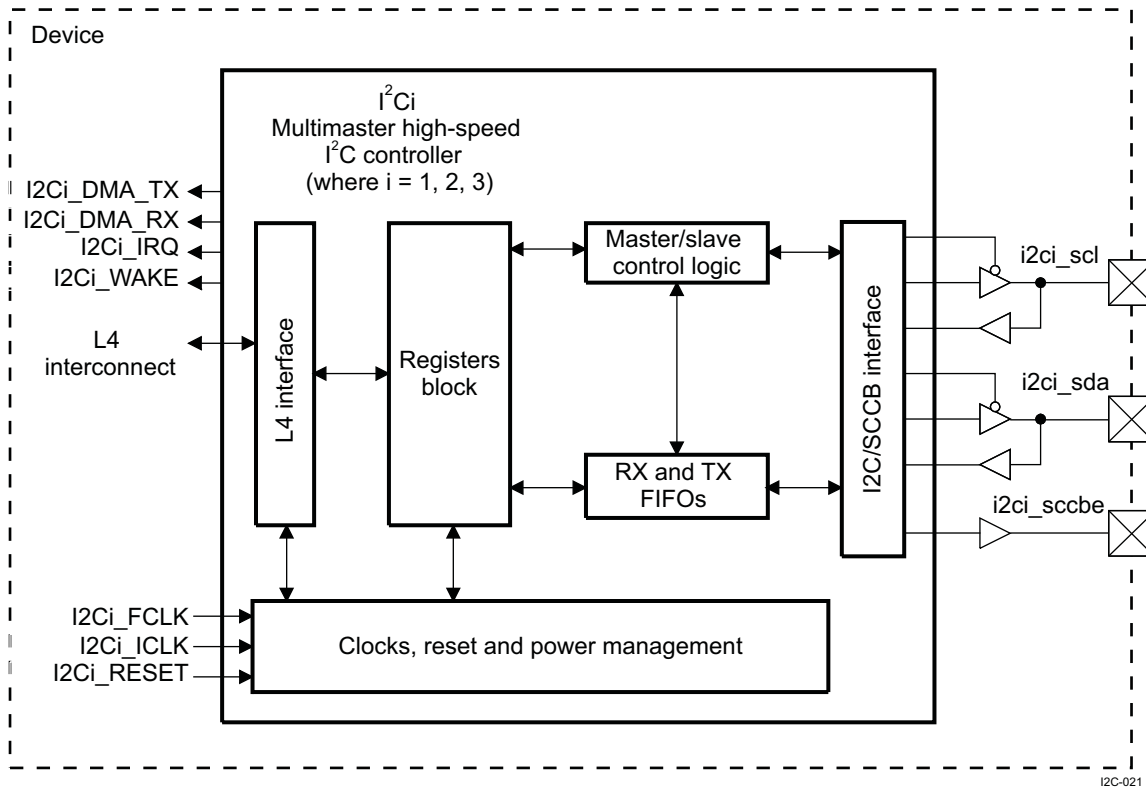 Device
I²Ci
Multimaster high-speed
I²C controller
(where i = 1, 2, 3)
I2Ci_DMA_TX
I2Ci_DMA_RX
I2Ci_IRQ
I2Ci_WAKE
L4
interconnect
L4 interface
Registers
block
Master/slave
control logic
RX and TX
FIFOs
I2C/SCCB interface
i2ci_scl
i2ci_sda
i2ci_sccbe
I2Ci_FCLK
I2Ci_ICLK
I2Ci_RESET
Clocks, reset and power management
I2C-021